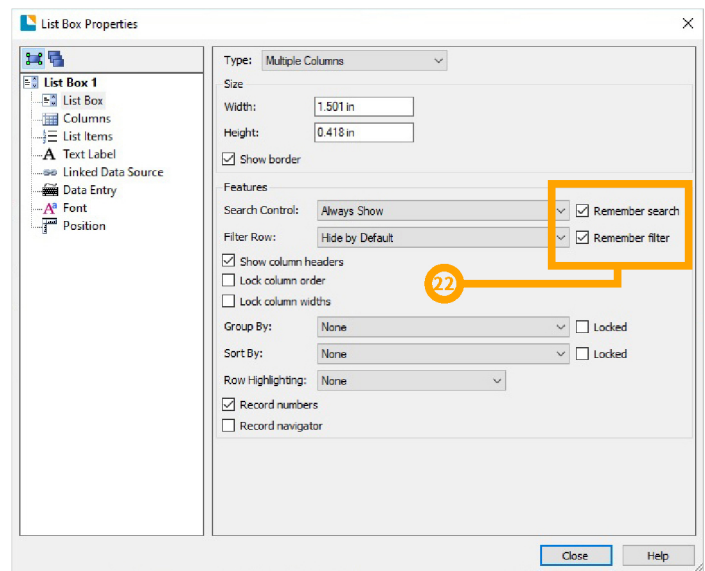 List Box Properties
List Box 1
List Box
Columns
List Items
Text Label
Linked Data Source
Data Entry
Font
Position
Type: Multiple Columns
Size
Width: 1.501 in
Height: 0.418 in
Show border
Features
Search Control: Always Show Remember search
Filter Row: Hide by Default Remember filter
Show column headers
Lock column order
22
Lock column widths
Group By: None Locked
Sort By: None Locked
Row Highlighting: None
Record numbers
Record navigator
Close Help